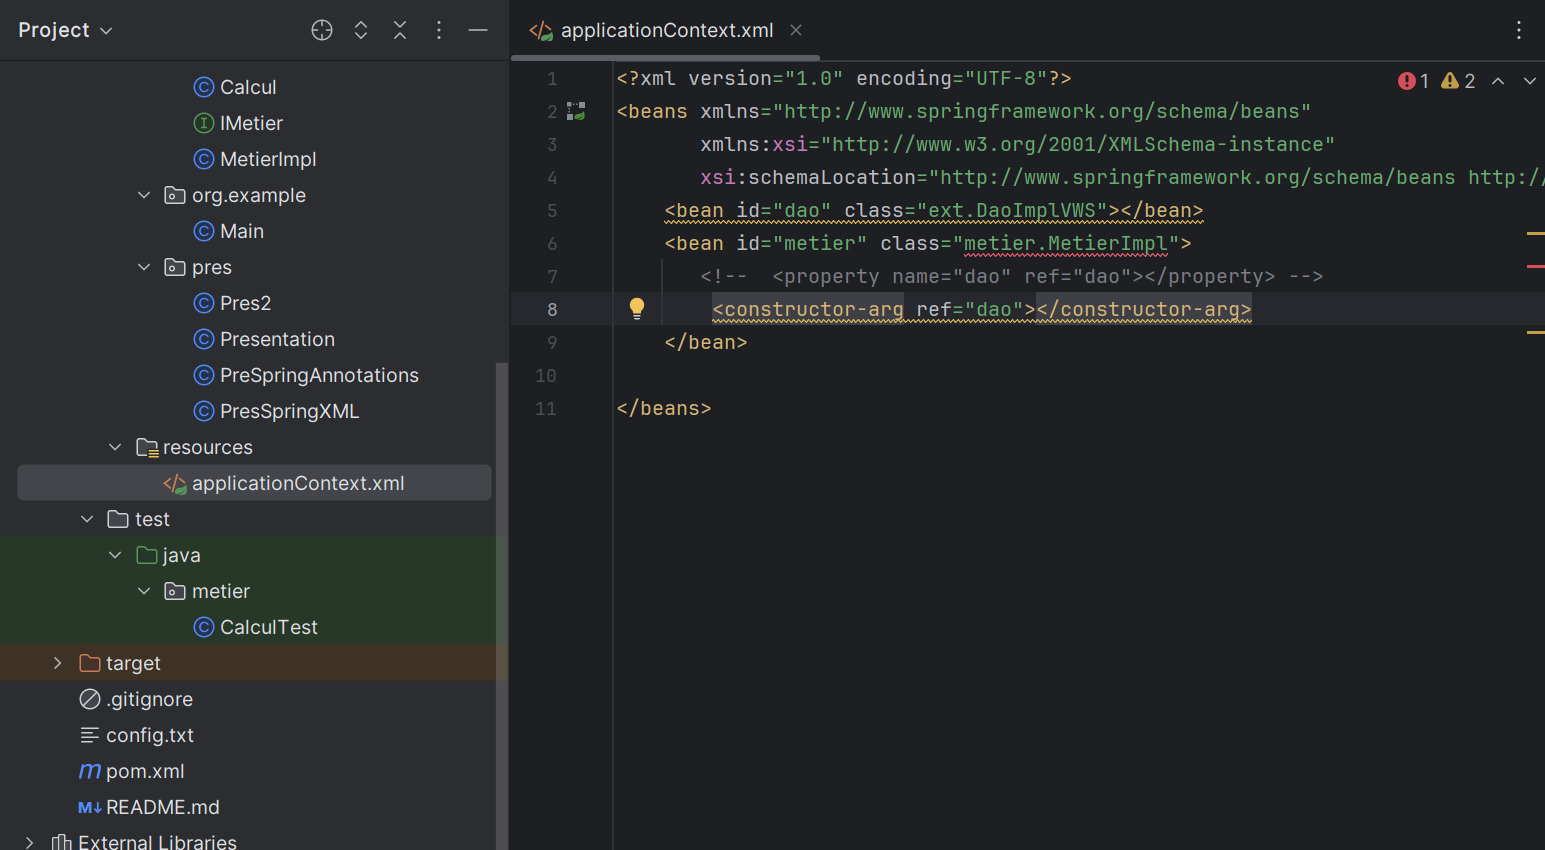 Project
Calcul
IMetier
MetierImpl
org.example
Main
pres
Pres2
Presentation
PreSpringAnnotations
PresSpringXML
resources
applicationContext.xml
test
java
metier
CalculTest
target
.gitignore
config.txt
pom.xml
README.md
External Libraries
applicationContext.xml
1 2
1 <?xml version="1.0" encoding="UTF-8"?>
2 <beans xmlns="http://www.springframework.org/schema/beans"
3 xmlns:xsi="http://www.w3.org/2001/XMLSchema-instance"
4 xsi:schemaLocation="http://www.springframework.org/schema/beans http://
5 <bean id="dao" class="ext.DaoImplVWS"></bean>
6 <bean id="metier" class="metier.MetierImpl">
7 <!--  <property name="dao" ref="dao"></property> -->
8 <constructor-arg ref="dao"></constructor-arg>
9 </bean>
10
11 </beans>